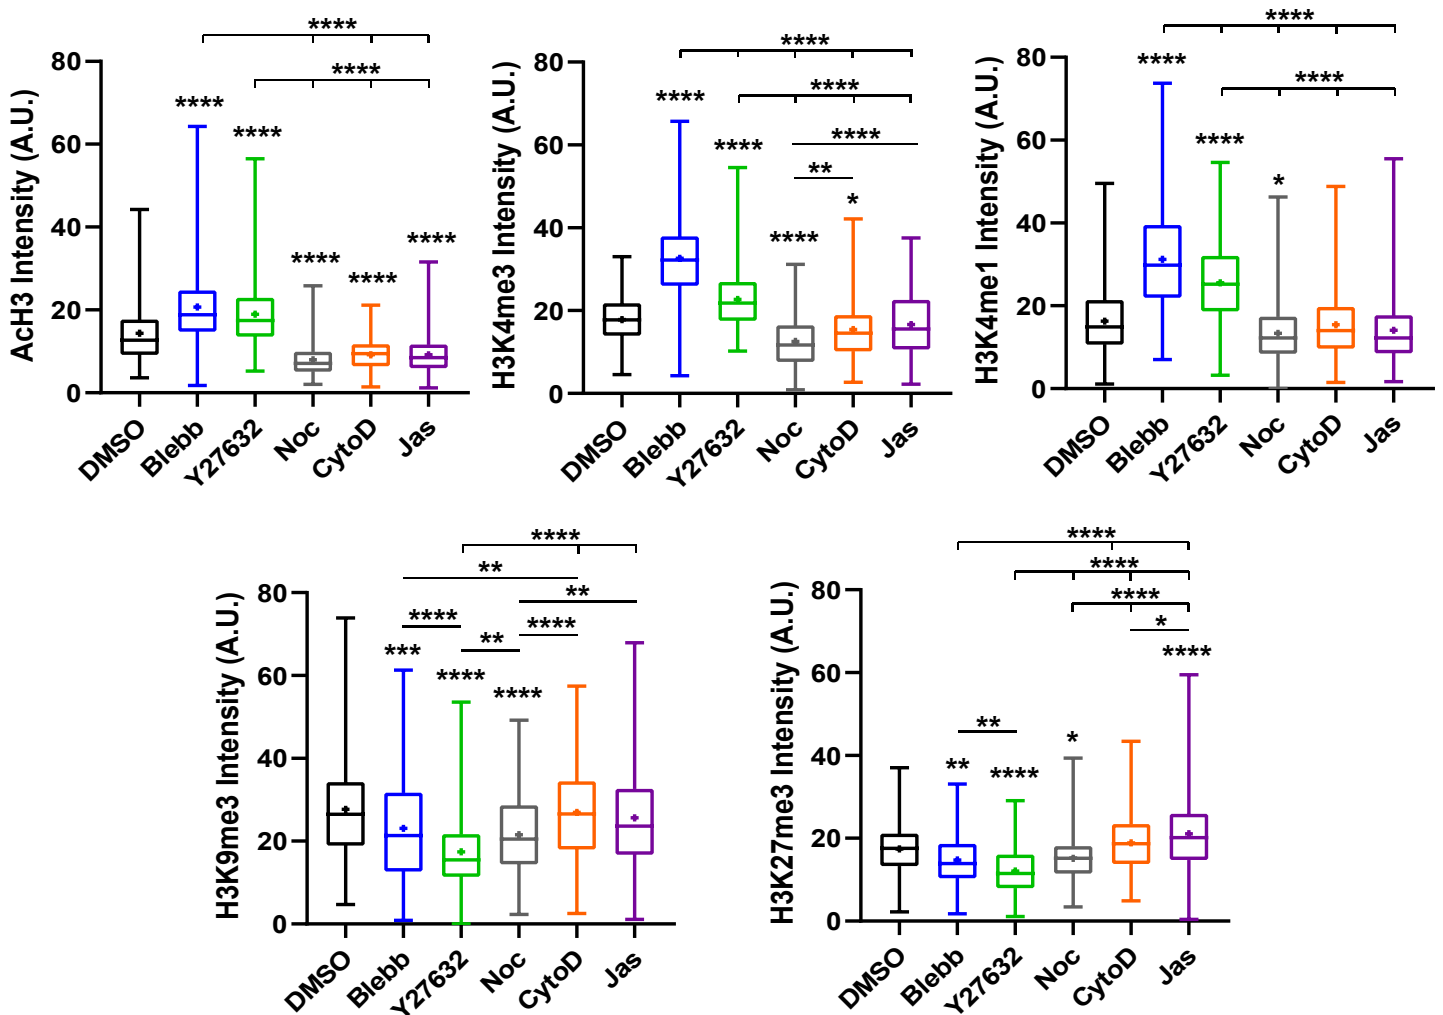 AcH3 Intensity (A.U.)
80
60
40
20
0
****
****
****
****
****
****
****
DMSO
Blebb
Y27632
Noc
CytoD
Jas
H3K4me3 Intensity (A.U.)
80
60
40
20
0
****
****
****
****
****
**
*
****
DMSO
Blebb
Y27632
Noc
CytoD
Jas
H3K4me1 Intensity (A.U.)
80
60
40
20
0
****
****
****
****
*
DMSO
Blebb
Y27632
Noc
CytoD
Jas
H3K9me3 Intensity (A.U.)
80
60
40
20
0
****
**
**
****
****
**
***
****
****
DMSO
Blebb
Y27632
Noc
CytoD
Jas
H3K27me3 Intensity (A.U.)
80
60
40
20
0
****
****
****
*
****
**
*
**
****
DMSO
Blebb
Y27632
Noc
CytoD
Jas